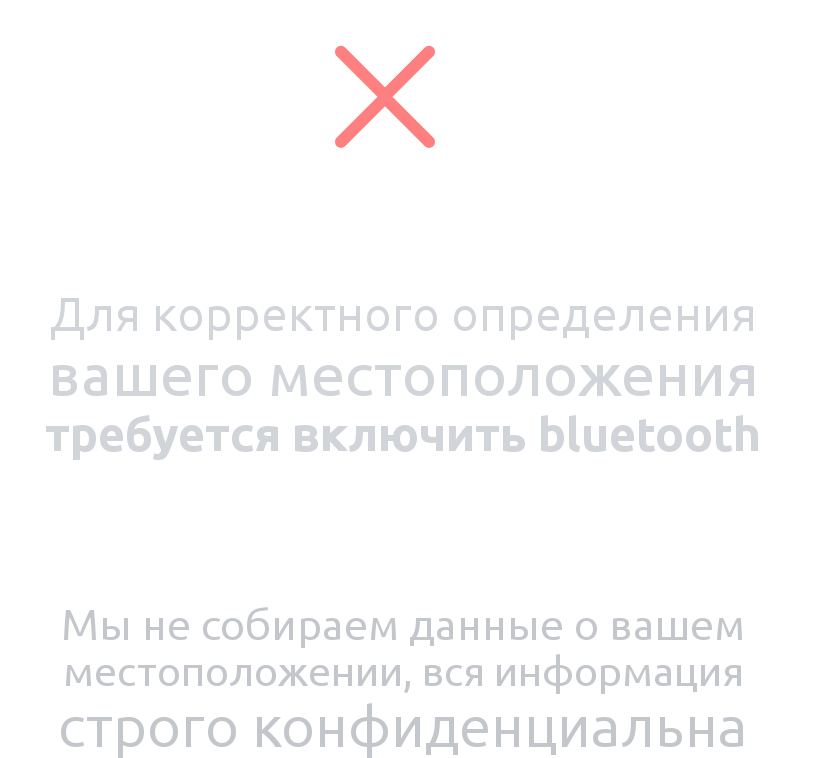 Для корректного определения
вашего местоположения
требуется включить bluetooth
Мы не собираем данные о вашем
местоположении, вся информация
строго конфиденциальна